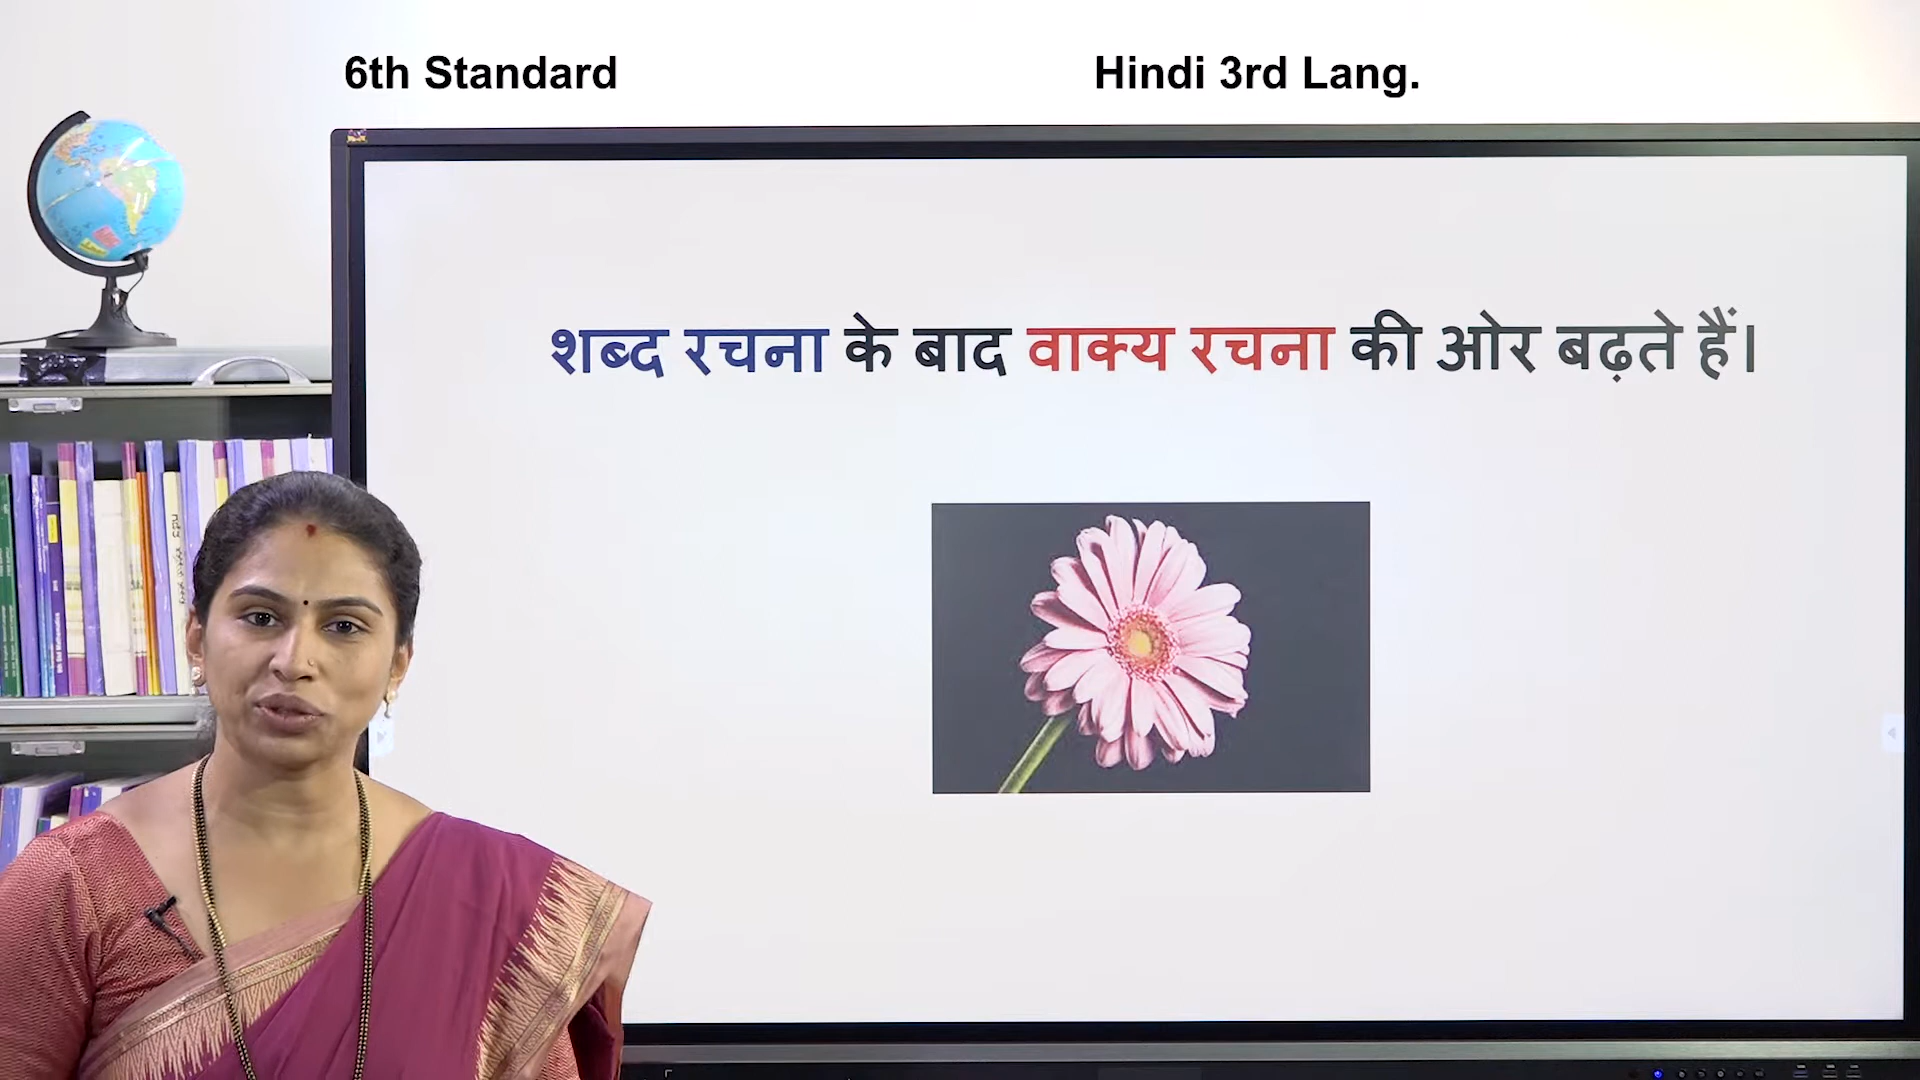 6th Standard
Hindi 3rd Lang.
शब्द रचना के बाद वाक्य रचना की ओर बढ़ते हैं।